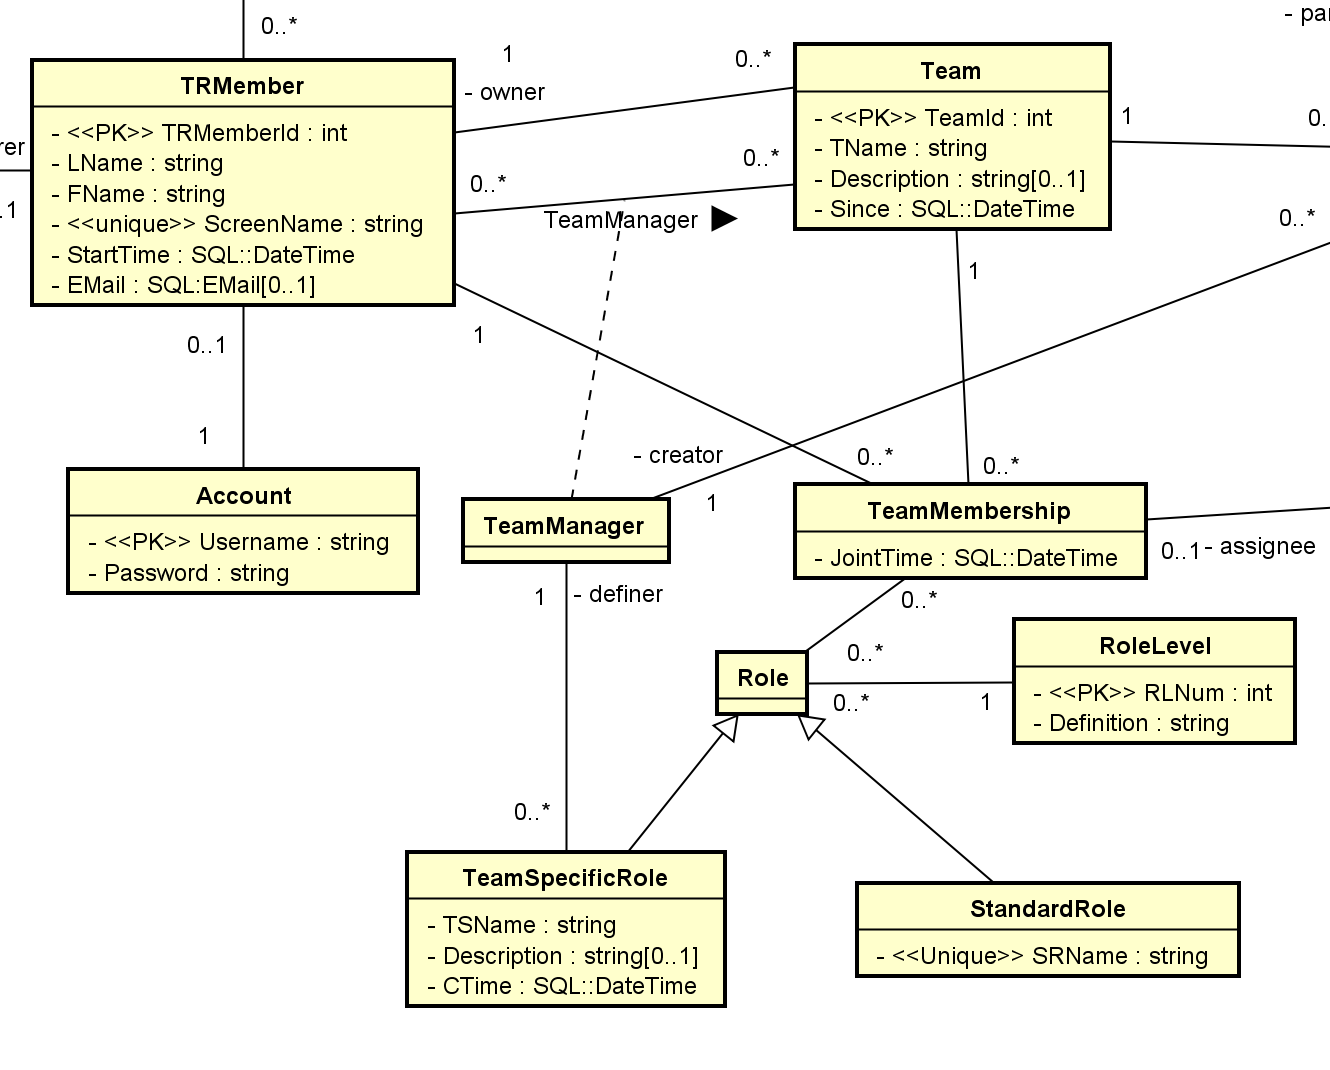 0..*
- par
TRMember
- <<PK>> TRMemberId : int
- LName : string
- FName : string
- <<unique>> ScreenName : string
- StartTime : SQL::DateTime
- EMail : SQL:EMail[0..1]
rer
..1
1
- owner
0..*
0..*
0..*
TeamManager
Team
- <<PK>> TeamId : int
- TName : string
- Description : string[0..1]
- Since : SQL::DateTime
1
0.
0..*
1
1
0..1
1
Account
- <<PK>> Username : string
- Password : string
- creator
1
0..*
0..*
TeamManager
TeamMembership
- JointTime : SQL::DateTime
0..1 - assignee
1
- definer
0..*
0..*
Role
0..*
1
RoleLevel
- <<PK>> RLNum : int
- Definition : string
0..*
TeamSpecificRole
- TSName : string
- Description : string[0..1]
- CTime : SQL::DateTime
StandardRole
- <<Unique>> SRName : string